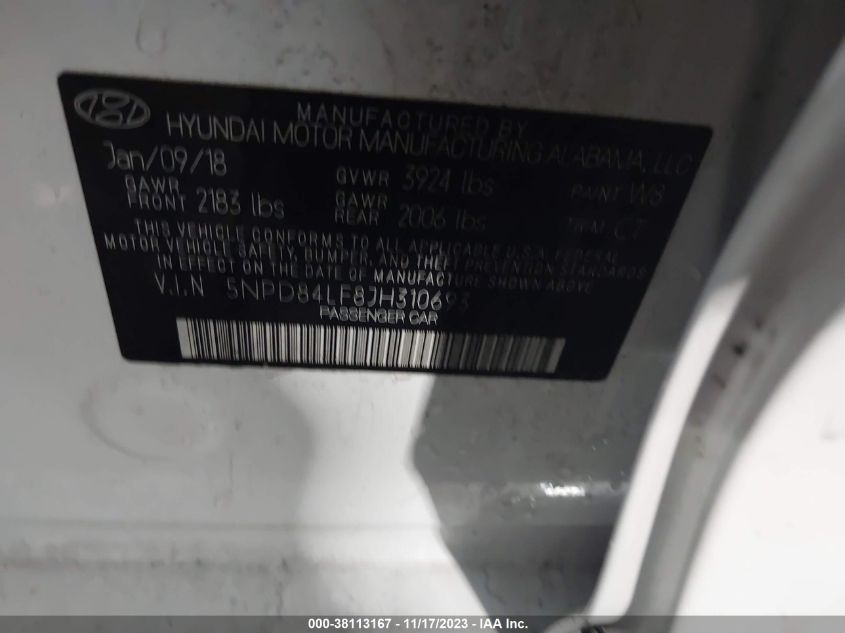 MANUFACTURED BY
HYUNDAI MOTOR MANUFACTURING ALABAMA, LLC
Jan/09/18 GVWR 3924 lbs PAINT W8
GAWR FRONT 2183 lbs GAWR REAR 2006 lbs TRIM CT
THIS VEHICLE CONFORMS TO ALL APPLICABLE U.S.A. FEDERAL
MOTOR VEHICLE SAFETY, BUMPER, AND THEFT PREVENTION STANDARDS
IN EFFECT ON THE DATE OF MANUFACTURE SHOWN ABOVE
V.I.N 5NPD84LF8JH310693
PASSENGER CAR
000-38113167 - 11/17/2023 - IAA Inc.